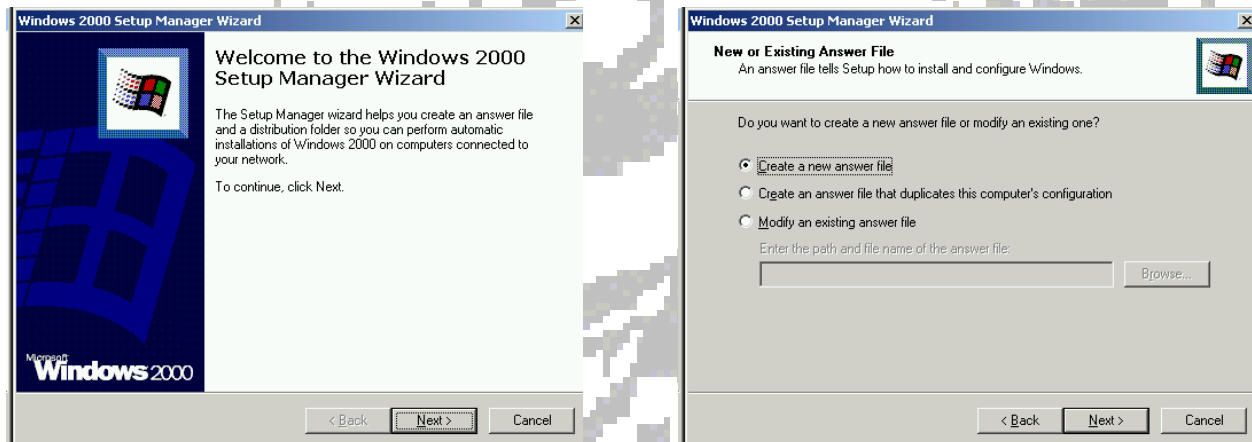 Windows 2000 Setup Manager Wizard
Welcome to the Windows 2000
Setup Manager Wizard
The Setup Manager wizard helps you create an answer file
and a distribution folder so you can perform automatic
installations of Windows 2000 on computers connected to
your network.
To continue, click Next.
Microsoft
Windows 2000
< Back
Next >
Cancel
Windows 2000 Setup Manager Wizard
New or Existing Answer File
An answer file tells Setup how to install and configure Windows.
Do you want to create a new answer file or modify an existing one?
Create a new answer file
Create an answer file that duplicates this computer's configuration
Modify an existing answer file
Enter the path and file name of the answer file:
Browse...
< Back
Next >
Cancel